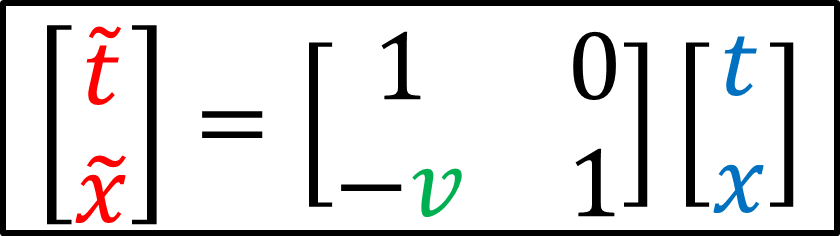 [t̃] = [1 0] [t]
[x̃] [−v 1] [x]